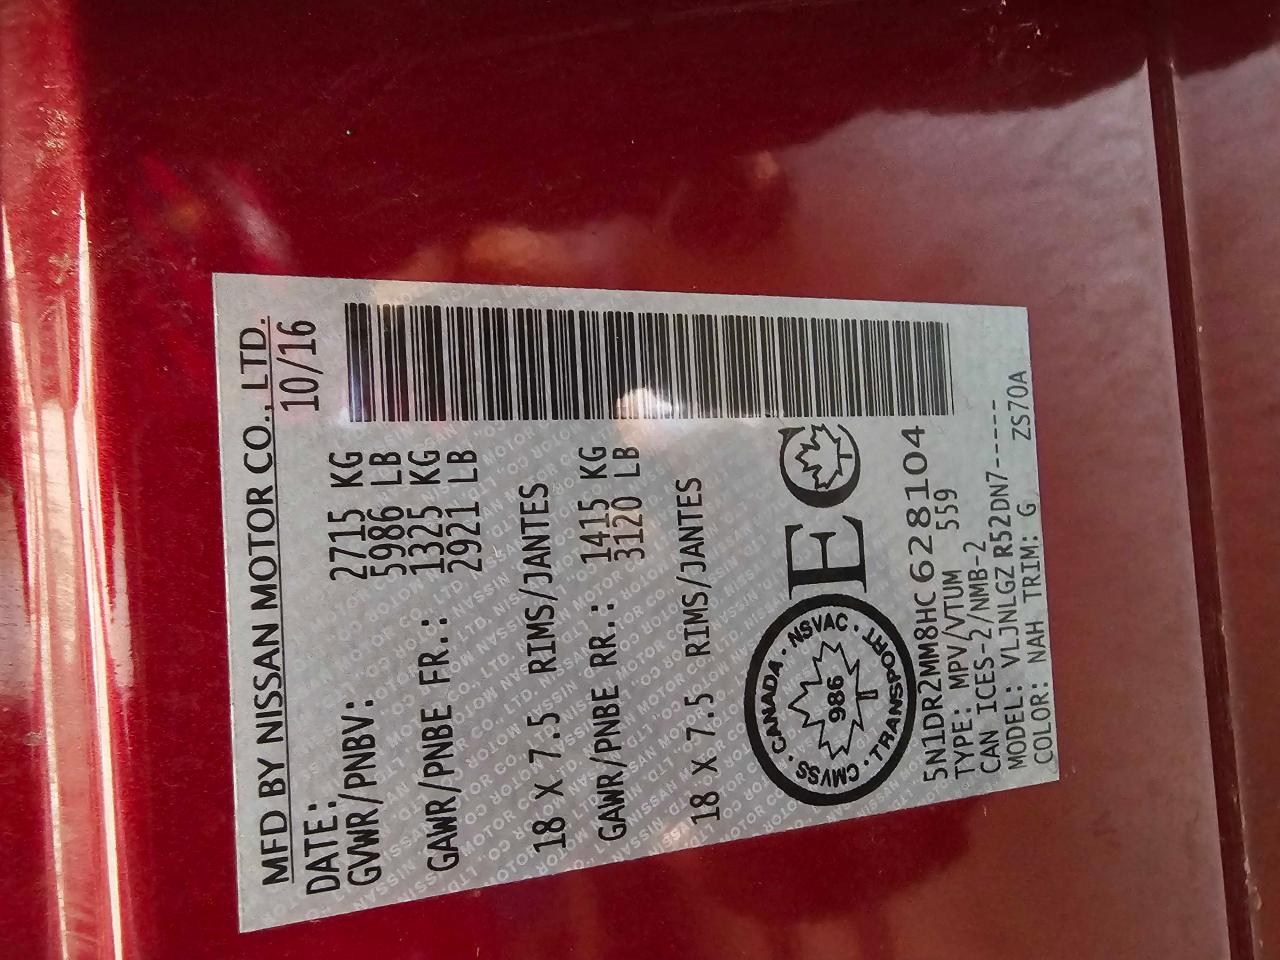 MFD BY NISSAN MOTOR CO., LTD.
DATE: 10/16
GVWR/PNBV: 2715 KG
5986 LB
GAWR/PNBE FR.: 1325 KG
2921 LB
18 X 7.5 RIMS/JANTES
GAWR/PNBE RR.: 1415 KG
3120 LB
18 X 7.5 RIMS/JANTES
CANADA · NSVAC · TRANSPORT · CMVSS ·
986
EC
5N1DR2MM8HC628104
TYPE: MPV/VTUM 559
CAN ICES-2/NMB-2
MODEL: VLJNLGZ R52DN7-----
COLOR: NAH TRIM: G ZS70A